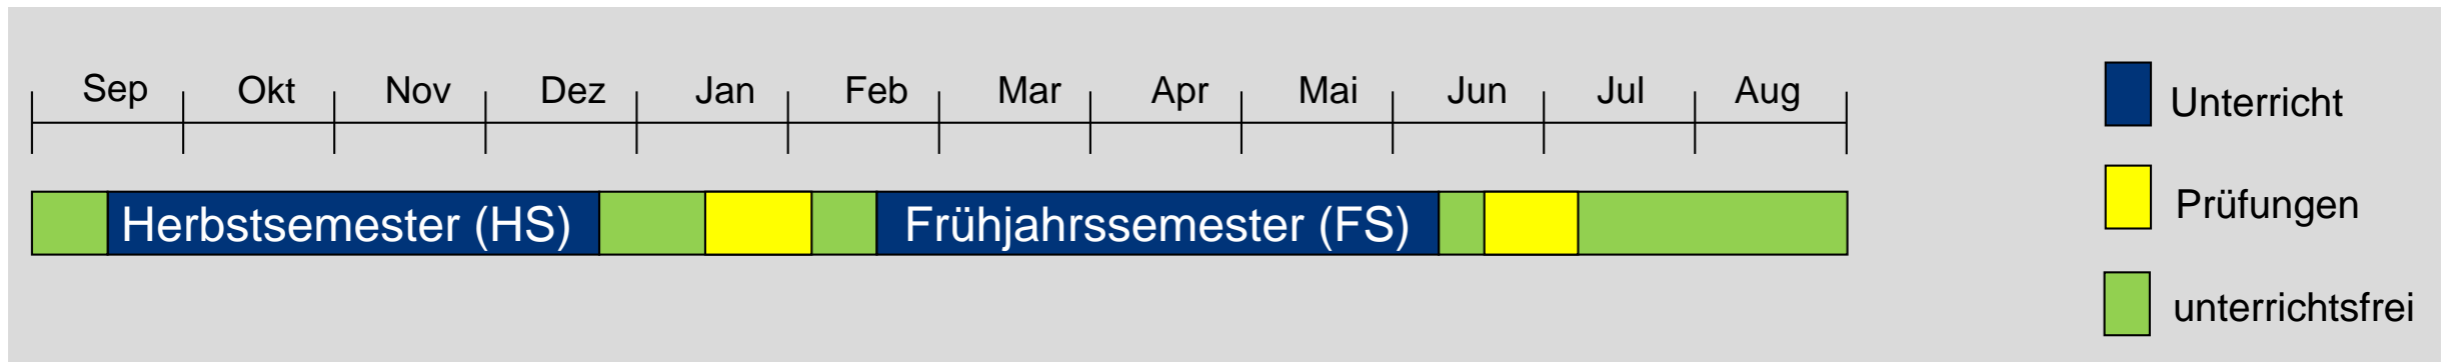 Sep Okt Nov Dez Jan Feb Mar Apr Mai Jun Jul Aug
Herbstsemester (HS) Frühjahrssemester (FS)
Unterricht
Prüfungen
unterrichtsfrei